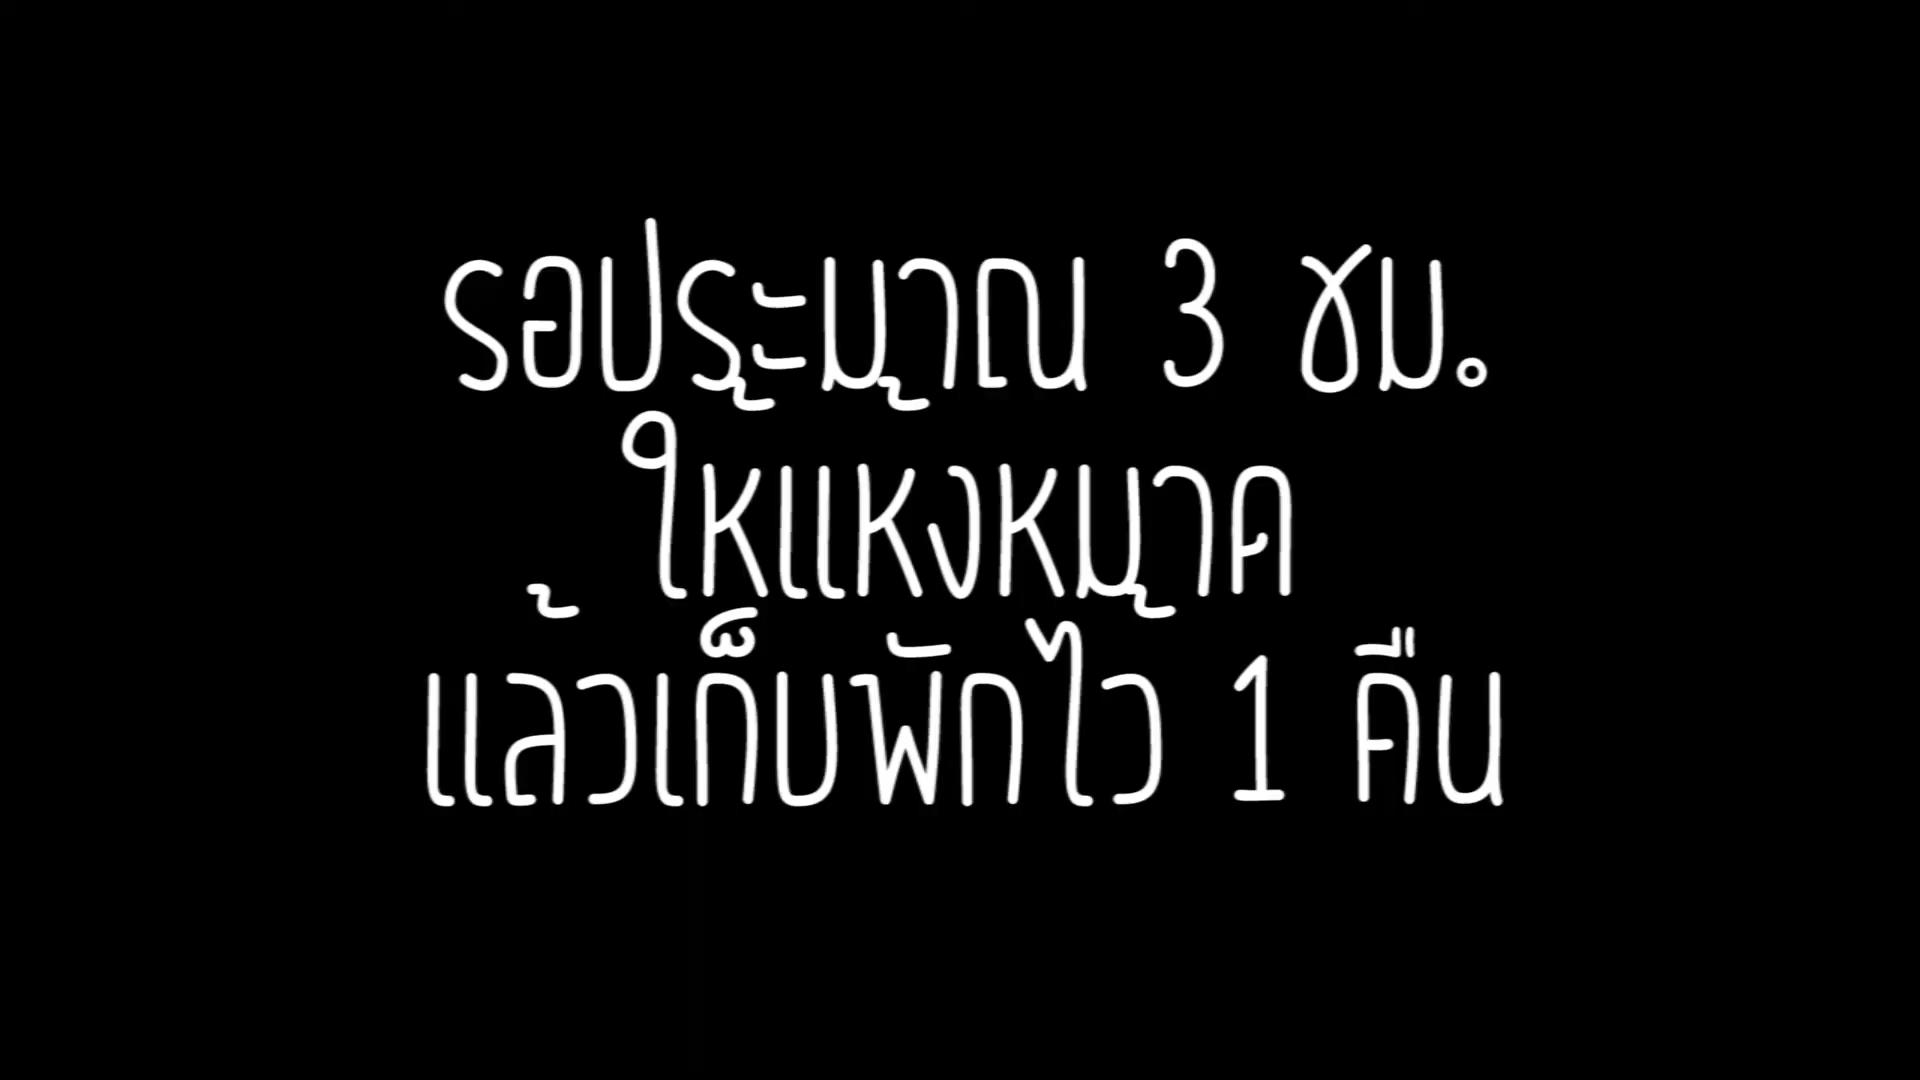 รอประมาณ 3 ชม.
ให้แห้งหมาด
แล้วเก็บพักไว้ 1 คืน